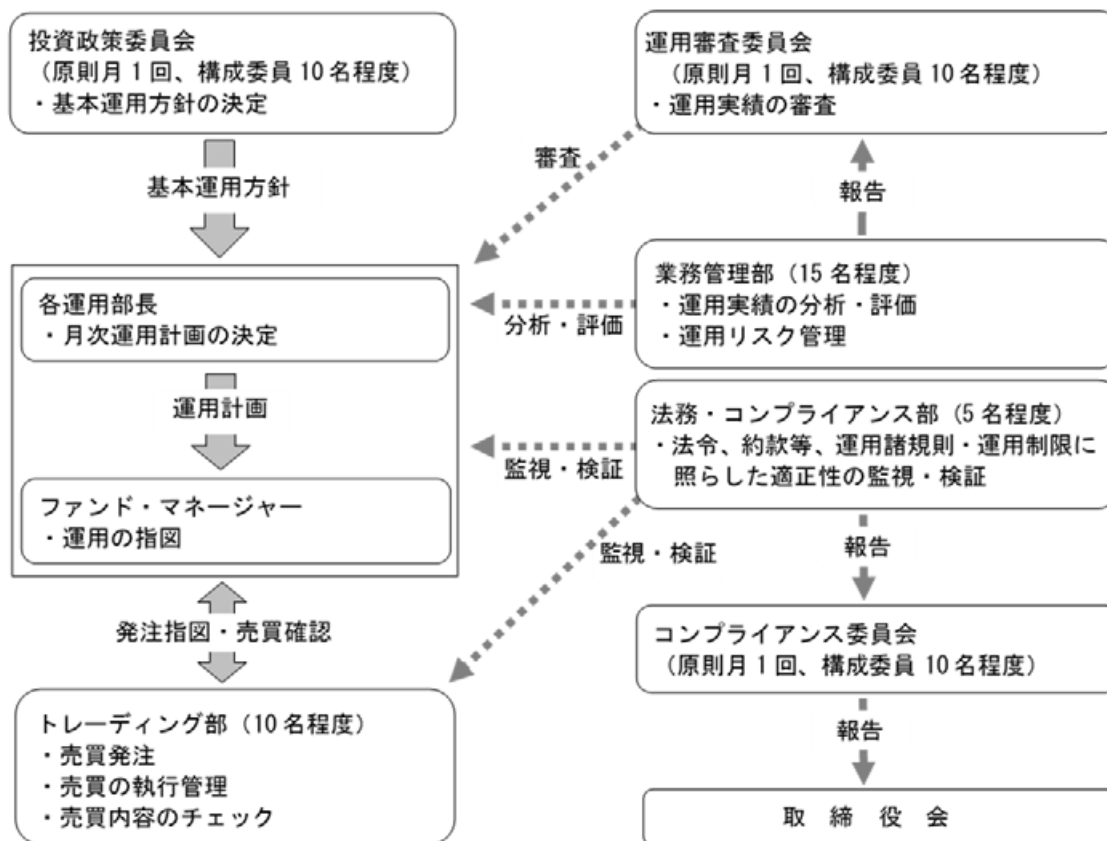 投資政策委員会
(原則月1回、構成委員10名程度)
・基本運用方針の決定
基本運用方針
各運用部長
・月次運用計画の決定
運用計画
ファンド・マネージャー
・運用の指図
発注指図・売買確認
トレーディング部(10名程度)
・売買発注
・売買の執行管理
・売買内容のチェック
運用審査委員会
(原則月1回、構成委員10名程度)
・運用実績の審査
審査
報告
業務管理部(15名程度)
・運用実績の分析・評価
・運用リスク管理
分析・評価
法務・コンプライアンス部(5名程度)
・法令、約款等、運用諸規則・運用制限に
照らした適正性の監視・検証
監視・検証
監視・検証
報告
コンプライアンス委員会
(原則月1回、構成委員10名程度)
報告
取締役会